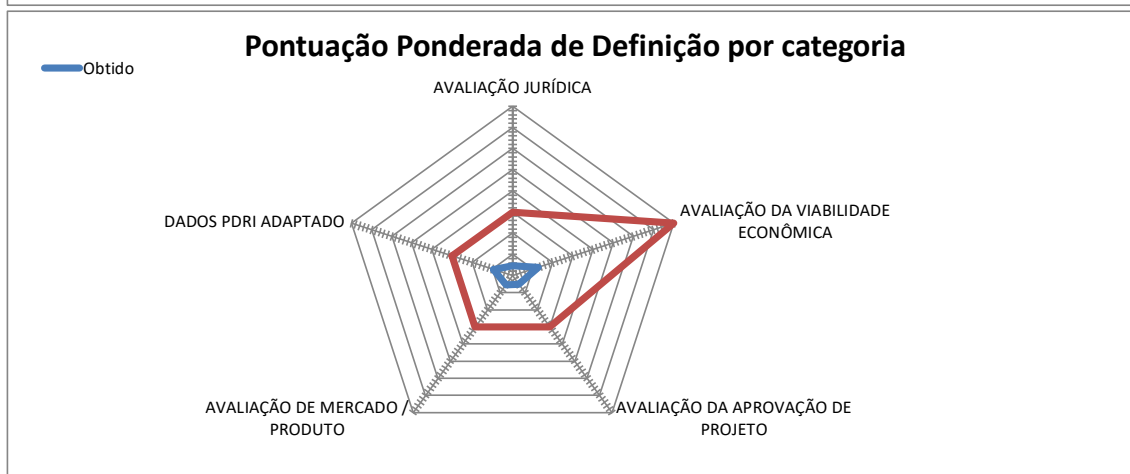 Pontuação Ponderada de Definição por categoria
Obtido
AVALIAÇÃO JURÍDICA
DADOS PDRI ADAPTADO
AVALIAÇÃO DA VIABILIDADE
ECONÔMICA
AVALIAÇÃO DE MERCADO /
PRODUTO
AVALIAÇÃO DA APROVAÇÃO DE
PROJETO